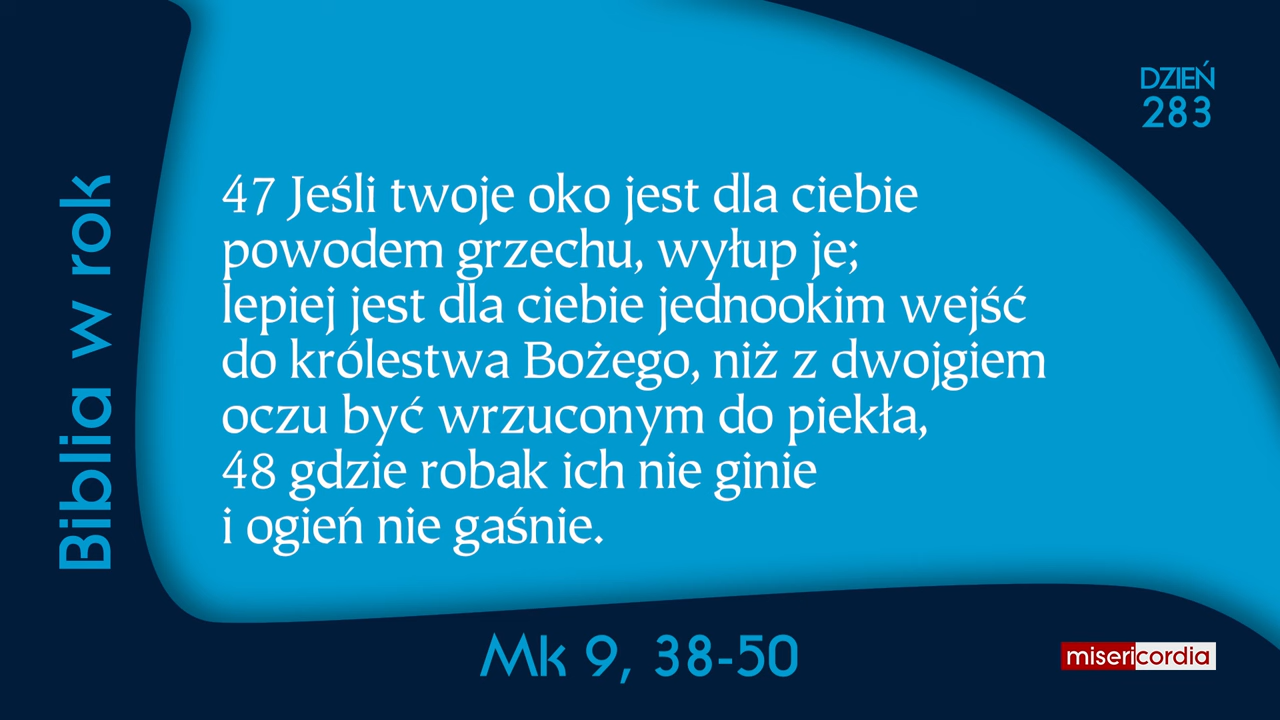 DZIEŃ
283
Biblia w rok
47 Jeśli twoje oko jest dla ciebie
powodem grzechu, wyłup je;
lepiej jest dla ciebie jednookim wejść
do królestwa Bożego, niż z dwojgiem
oczu być wrzuconym do piekła,
48 gdzie robak ich nie ginie
i ogień nie gaśnie.
Mk 9, 38-50
misericordia